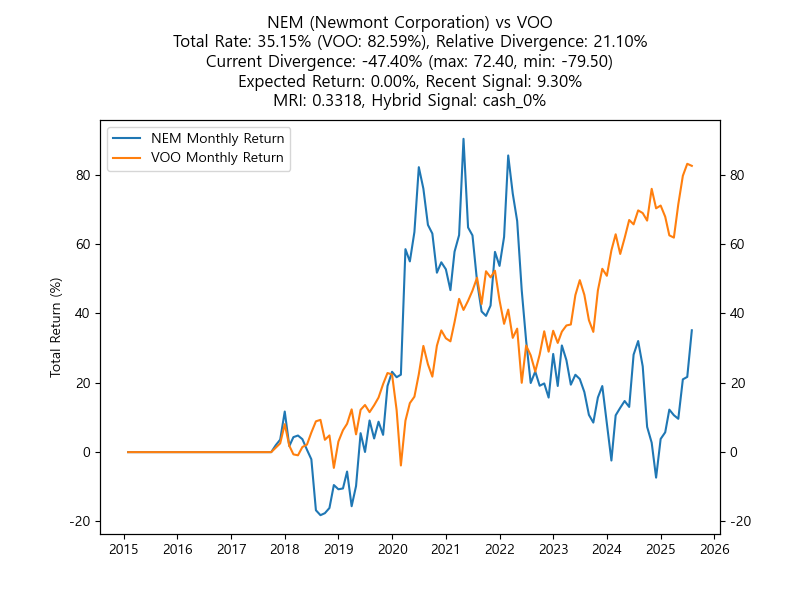 NEM (Newmont Corporation) vs VOO
Total Rate: 35.15% (VOO: 82.59%), Relative Divergence: 21.10%
Current Divergence: -47.40% (max: 72.40, min: -79.50)
Expected Return: 0.00%, Recent Signal: 9.30%
MRI: 0.3318, Hybrid Signal: cash_0%
NEM Monthly Return
VOO Monthly Return
Total Return (%)
80
60
40
20
0
-20
80
60
40
20
0
-20
2015 2016 2017 2018 2019 2020 2021 2022 2023 2024 2025 2026